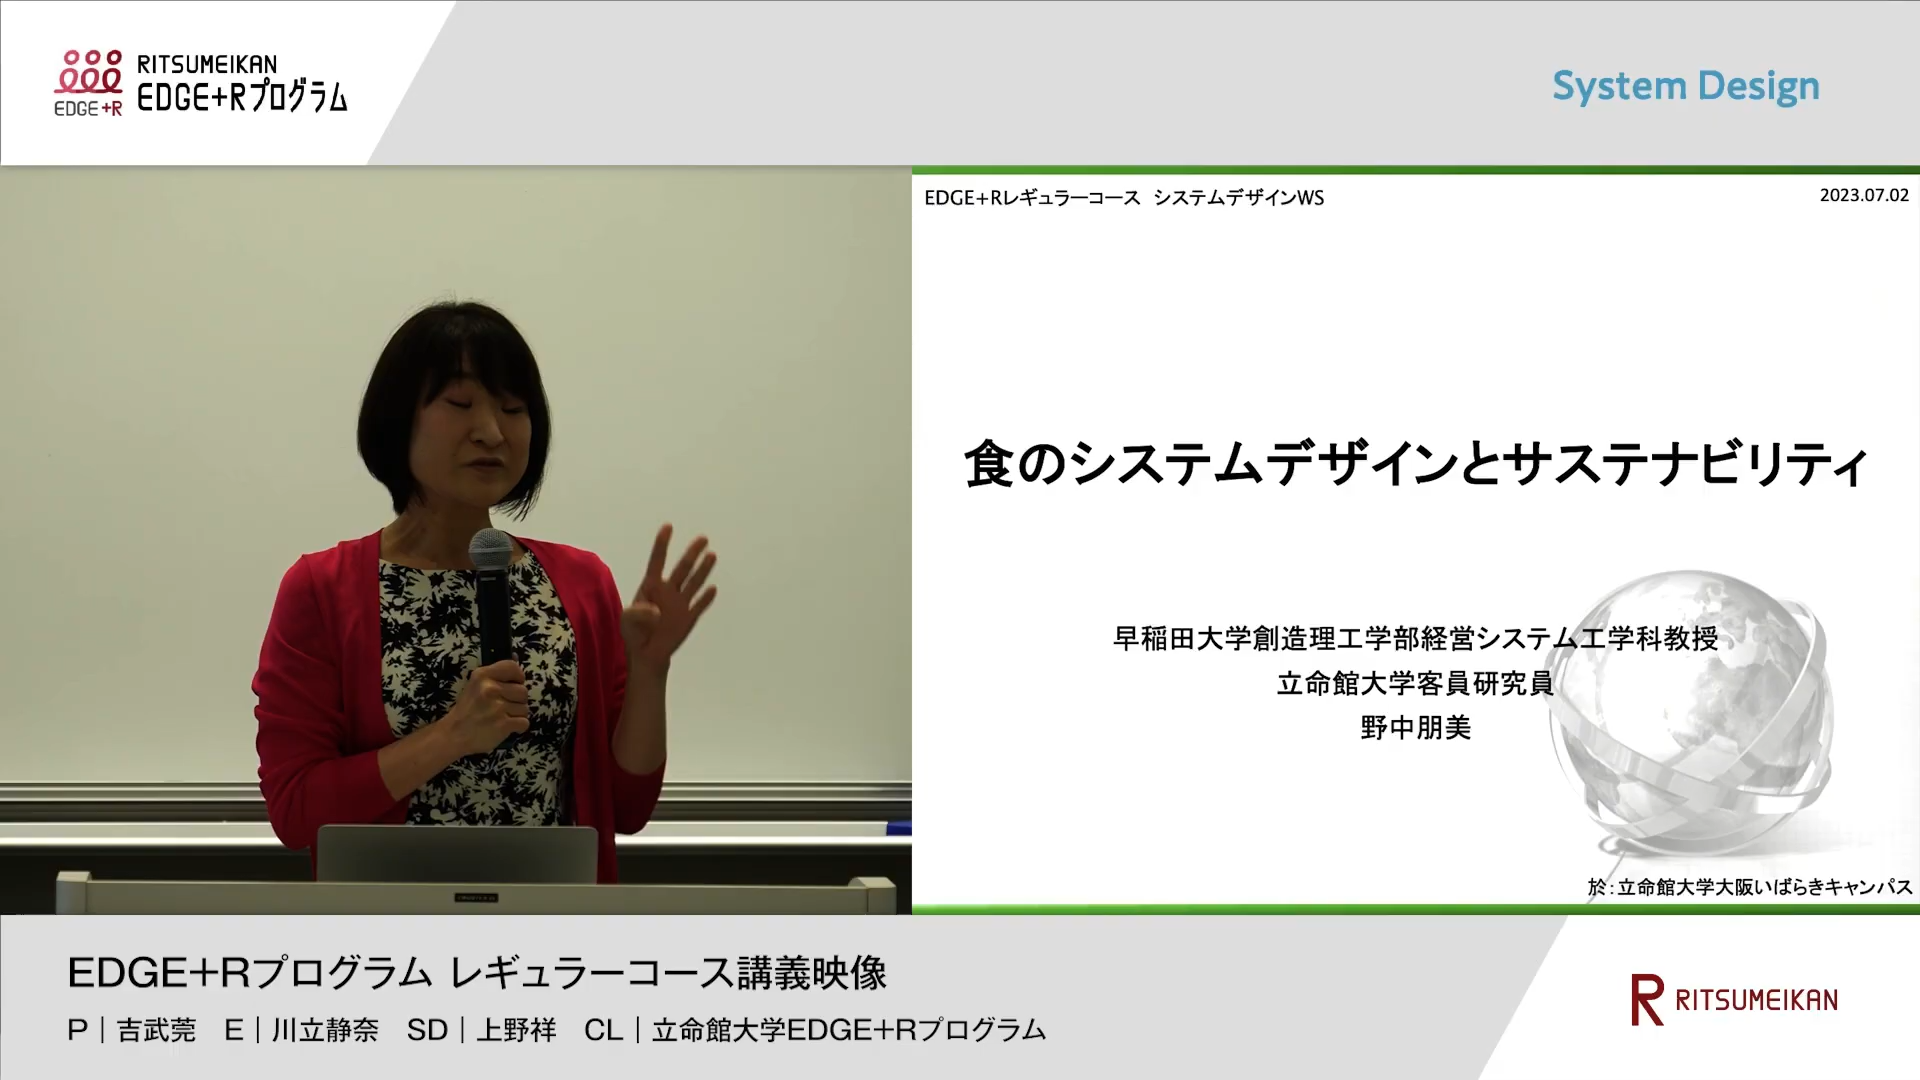 RITSUMEIKAN
EDGE+Rプログラム
EDGE+R
System Design
EDGE+Rレギュラーコース システムデザインWS
2023.07.02
食のシステムデザインとサステナビリティ
早稲田大学創造理工学部経営システム工学科教授
立命館大学客員研究員
野中朋美
於：立命館大学大阪いばらきキャンパス
EDGE+Rプログラム レギュラーコース講義映像
P｜吉武莞 E｜川立静奈 SD｜上野祥 CL｜立命館大学EDGE+Rプログラム
R RITSUMEIKAN